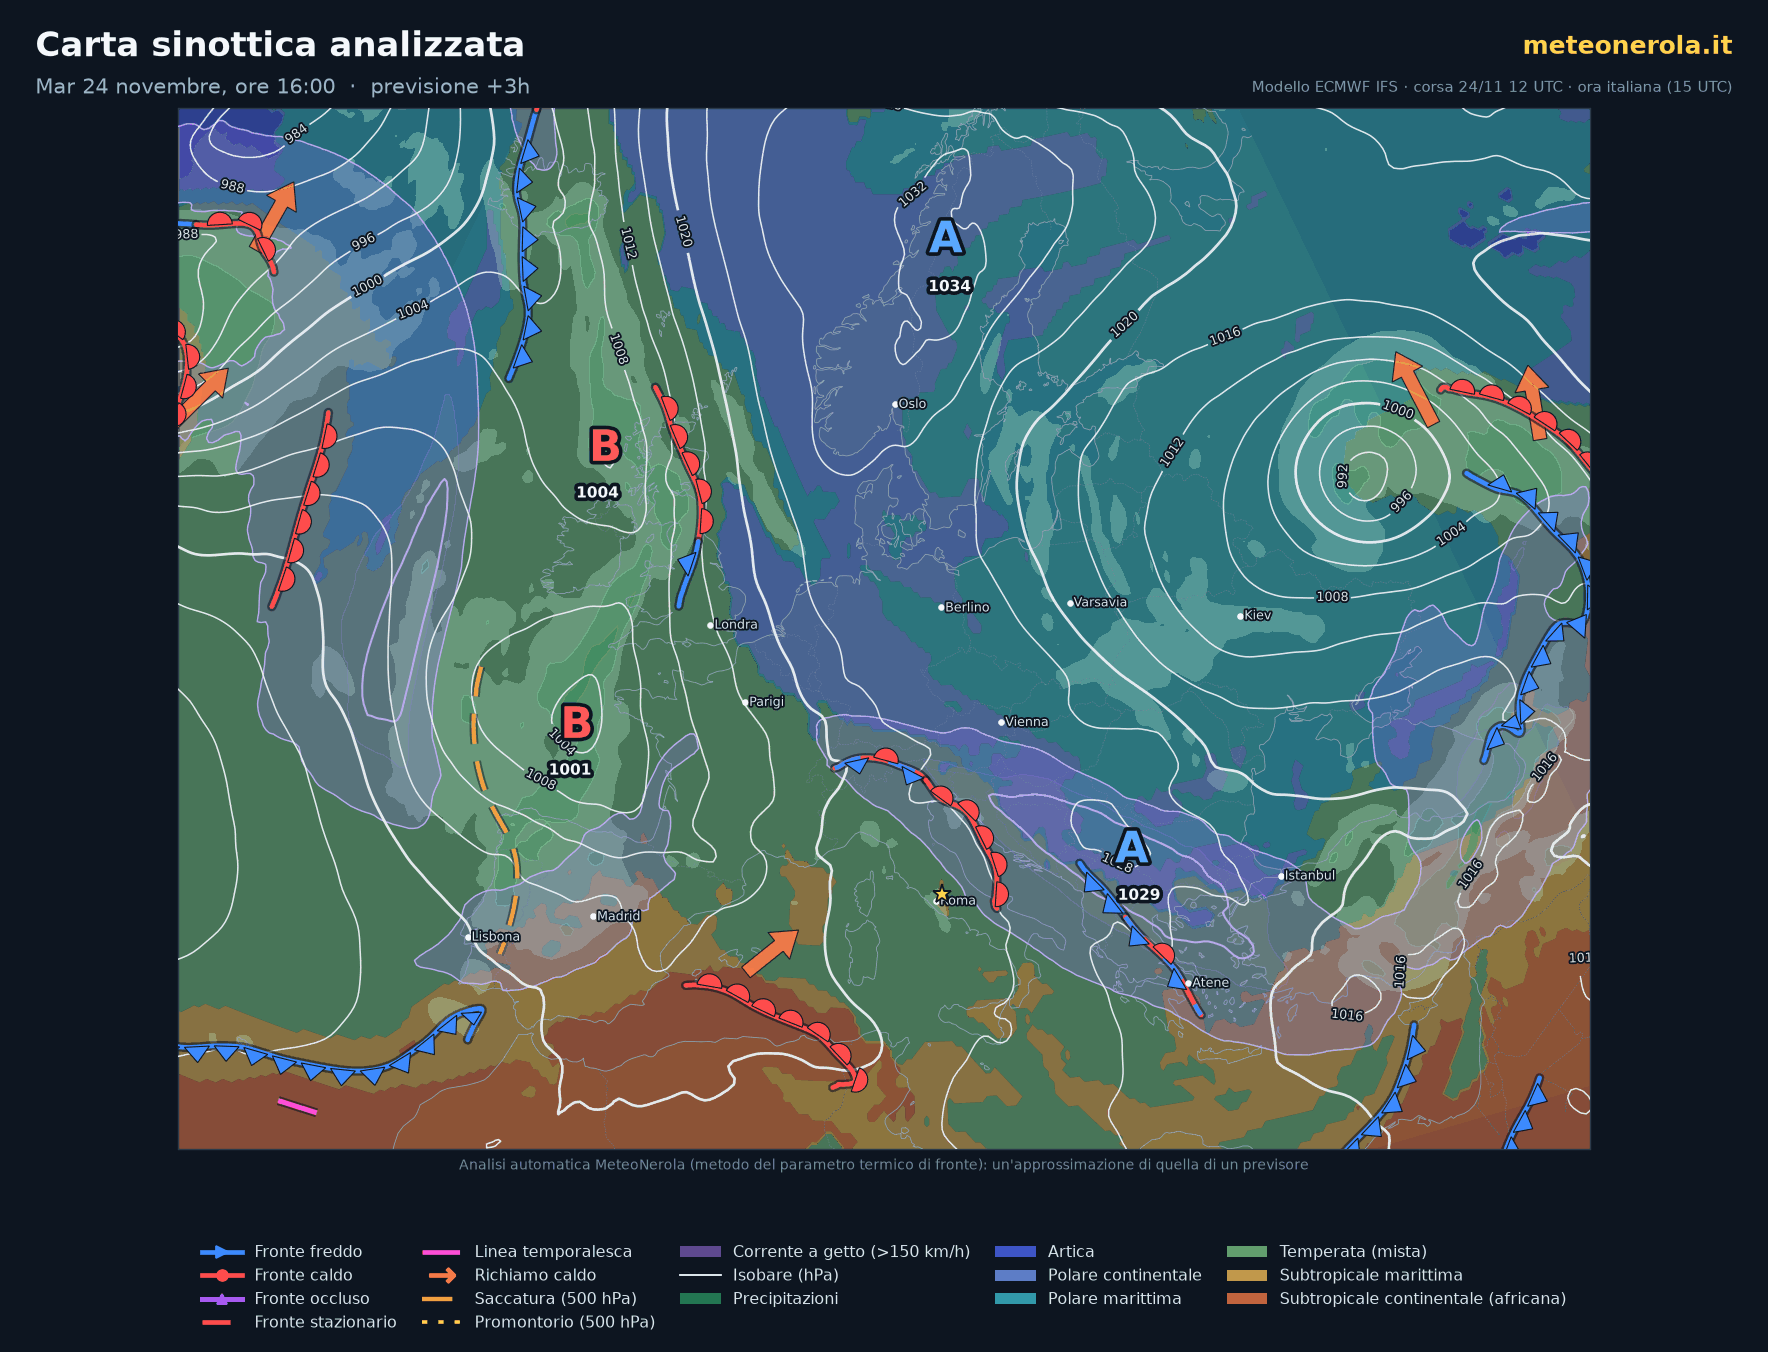 Carta sinottica analizzata
meteonerola.it
Mar 24 novembre, ore 16:00 · previsione +3h
Modello ECMWF IFS · corsa 24/11 12 UTC · ora italiana (15 UTC)
984
988
988
996
1000
1004
1012
1020
1008
1032
A
1034
1020
1016
1012
1000
992
996
1004
1008
B
1004
Oslo
Berlino
Varsavia
Kiev
Londra
Parigi
Vienna
B
1004
1001
1008
A
1029
Istanbul
Roma
Madrid
Lisbona
Atene
1016
1016
1016
1016
101
Analisi automatica MeteoNerola (metodo del parametro termico di fronte): un'approssimazione di quella di un previsore
Fronte freddo
Fronte caldo
Fronte occluso
Fronte stazionario
Linea temporalesca
Richiamo caldo
Saccatura (500 hPa)
Promontorio (500 hPa)
Corrente a getto (>150 km/h)
Isobare (hPa)
Precipitazioni
Artica
Polare continentale
Polare marittima
Temperata (mista)
Subtropicale marittima
Subtropicale continentale (africana)